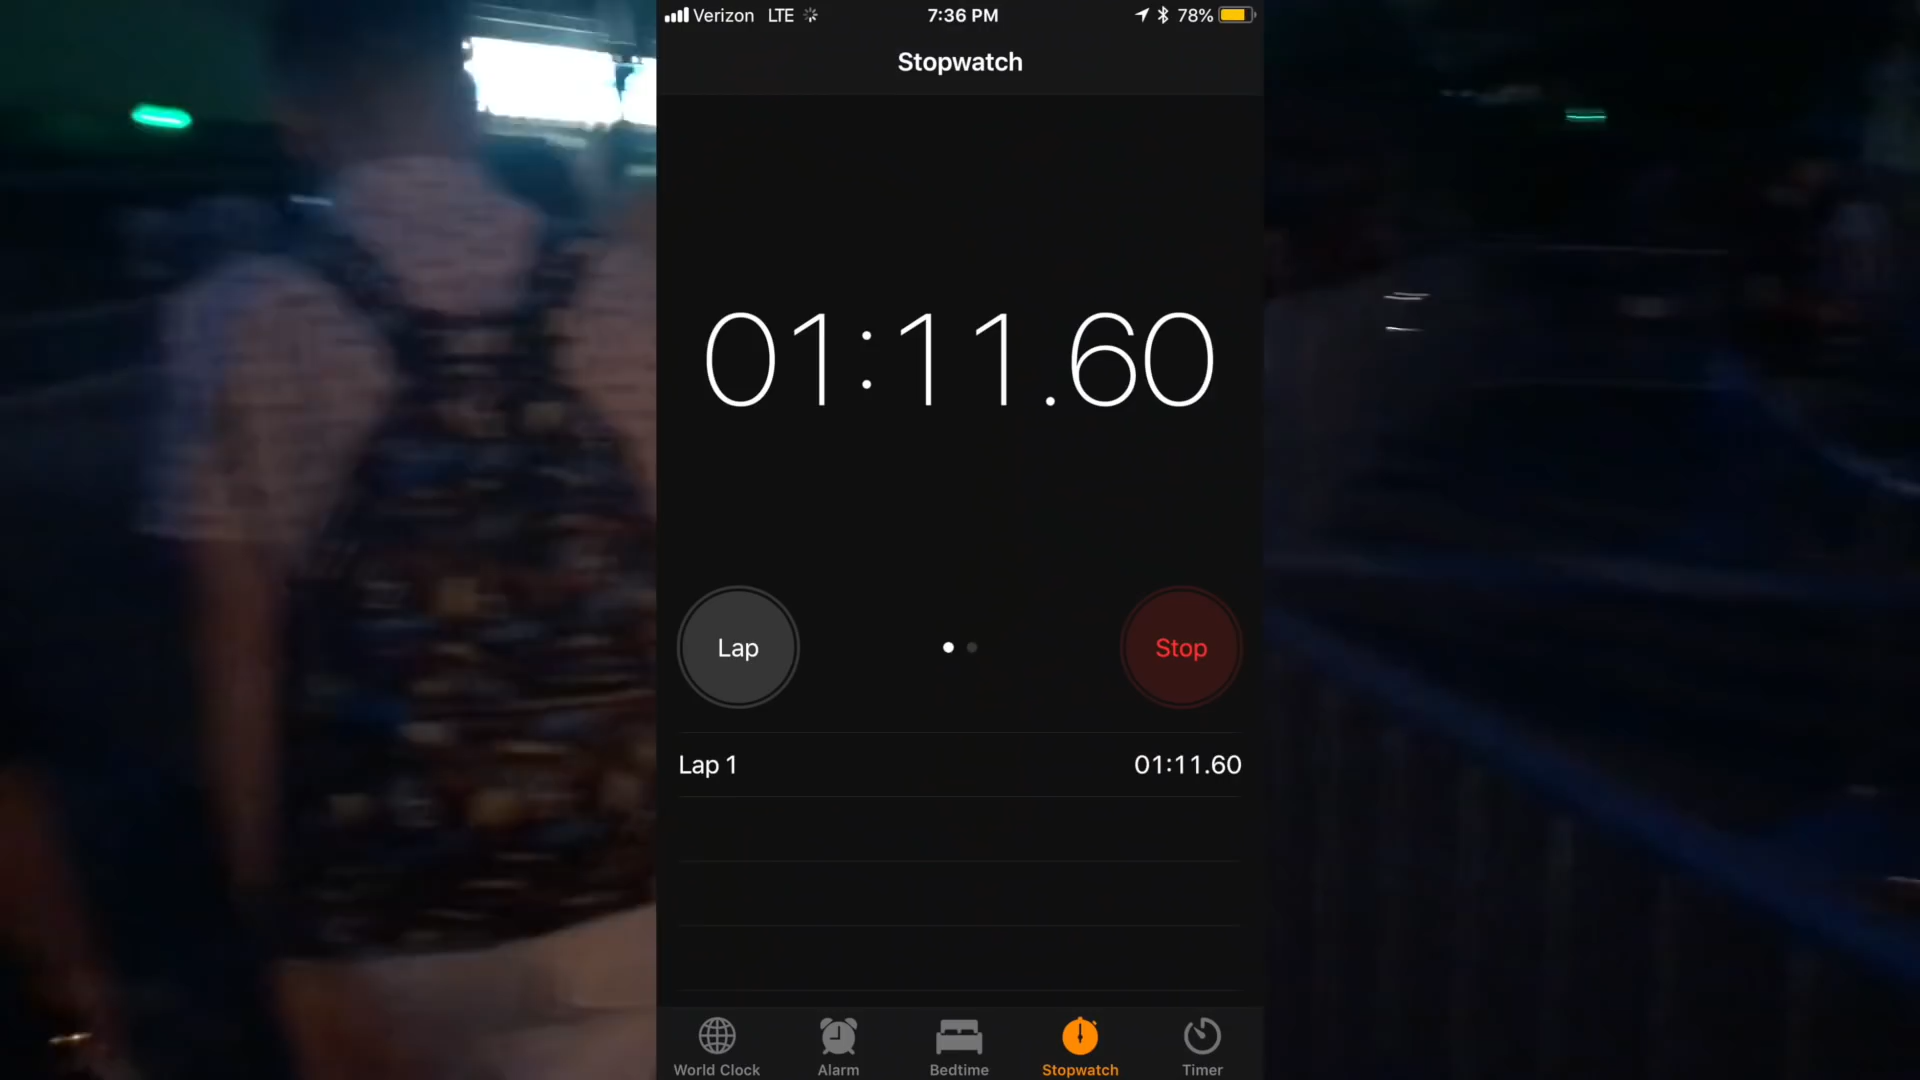 Verizon LTE 7:36 PM 78%
Stopwatch
01:11.60
Lap Stop
Lap 1 01:11.60
World Clock Alarm Bedtime Stopwatch Timer